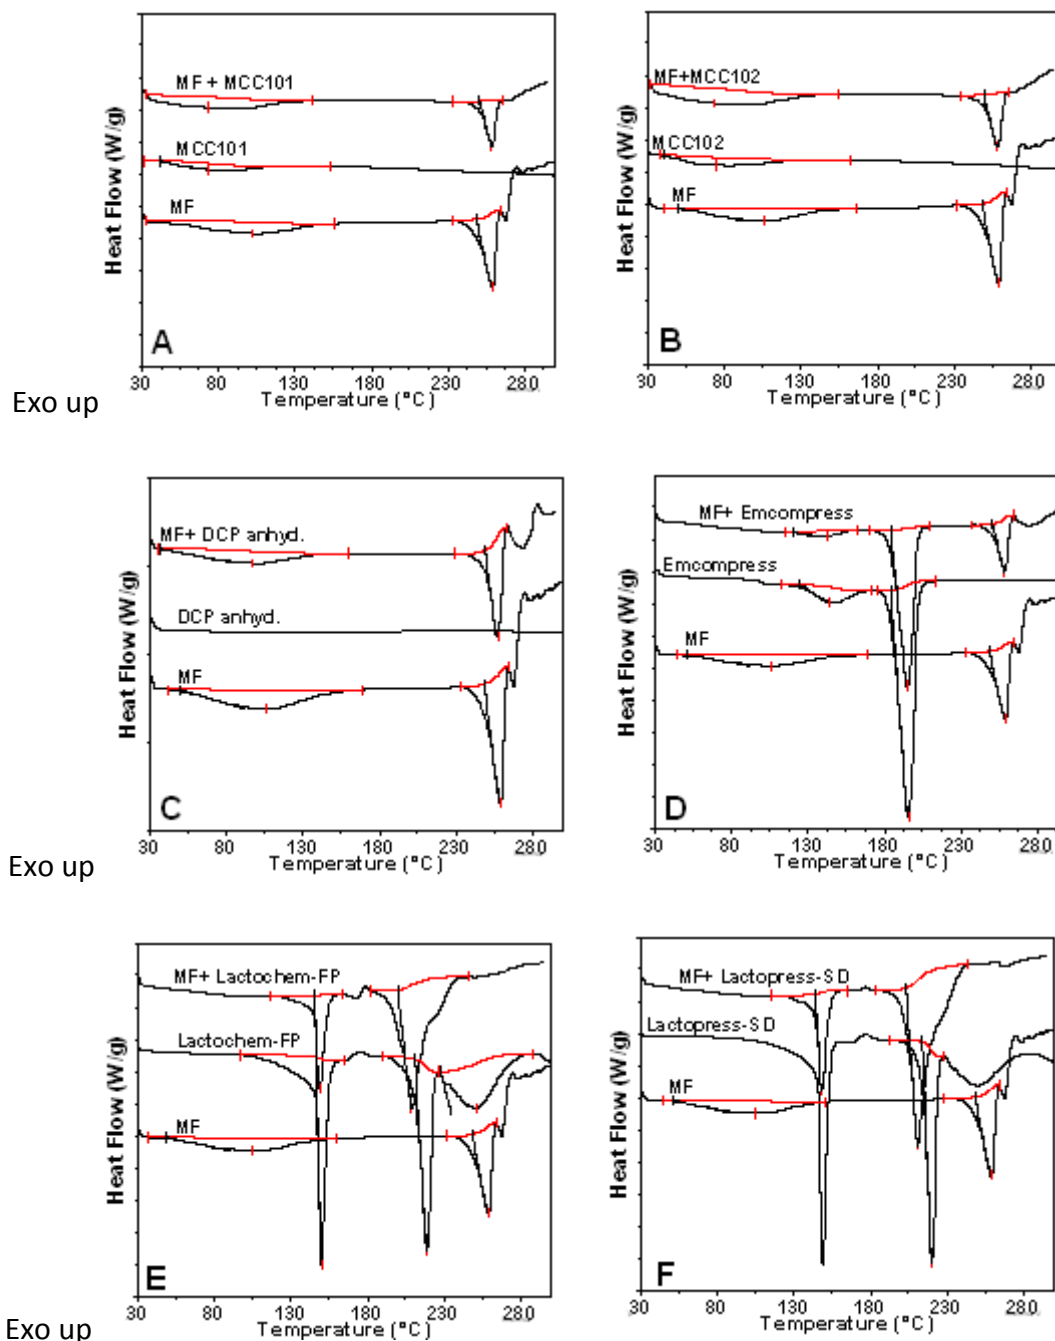 MF + MCC101
MCC101
MF
A
Heat Flow (W/g)
30 80 130 180 230 280
Temperature (°C)
Exo up
MF+MCC102
MCC102
MF
B
Heat Flow (W/g)
30 80 130 180 230 280
Temperature (°C)
MF+ DCP anhyd.
DCP anhyd.
MF
C
Heat Flow (W/g)
30 80 130 180 230 280
Temperature (°C)
Exo up
MF+ Emcompress
Emcompress
MF
D
Heat Flow (W/g)
30 80 130 180 230 280
Temperature (°C)
MF+ Lactochem-FP
Lactochem-FP
MF
E
Heat Flow (W/g)
30 80 130 180 230 280
Temperature (°C)
Exo up
MF+ Lactopress-SD
Lactopress-SD
MF
F
Heat Flow (W/g)
30 80 130 180 230 280
Temperature (°C)